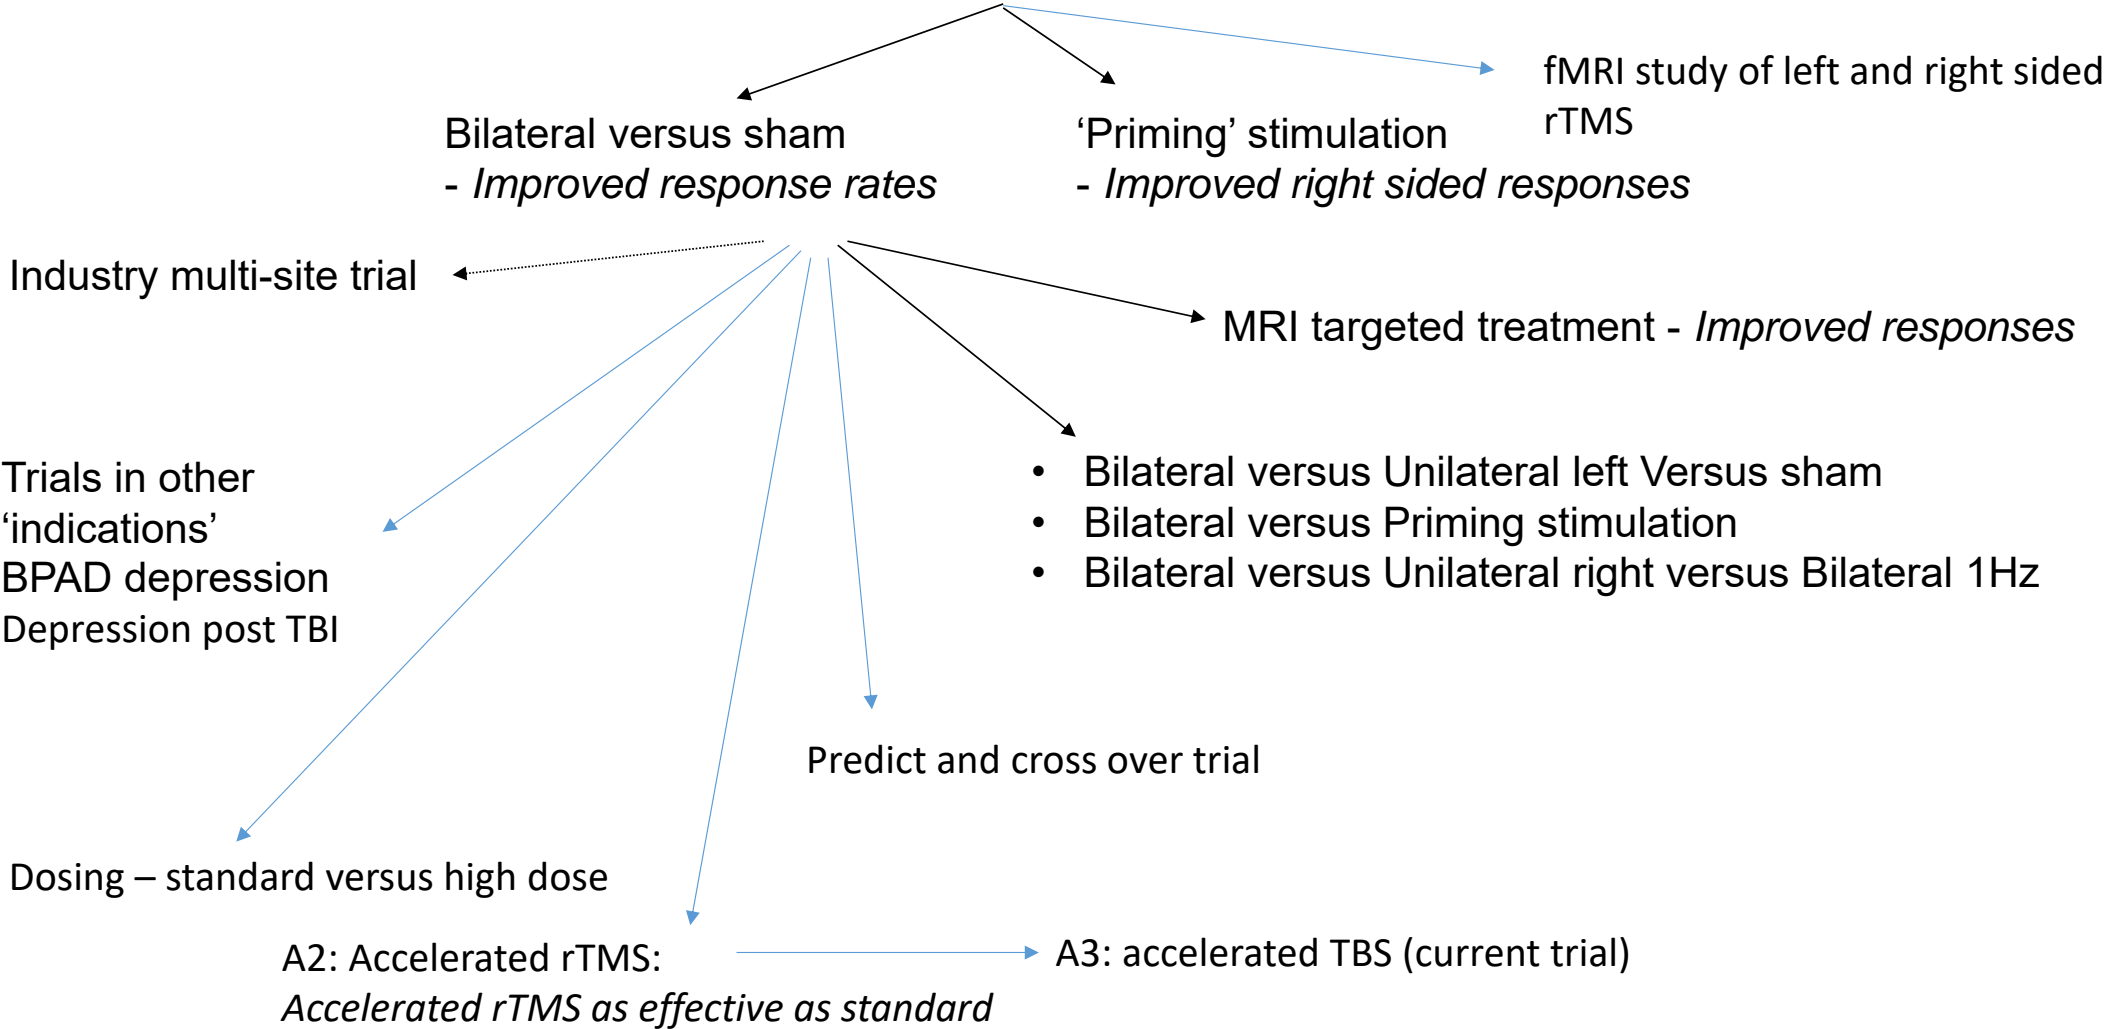 fMRI study of left and right sided
rTMS
Bilateral versus sham
- Improved response rates
‘Priming’ stimulation
- Improved right sided responses
Industry multi-site trial
MRI targeted treatment - Improved responses
Trials in other
‘indications’
BPAD depression
Depression post TBI
• Bilateral versus Unilateral left Versus sham
• Bilateral versus Priming stimulation
• Bilateral versus Unilateral right versus Bilateral 1Hz
Predict and cross over trial
Dosing – standard versus high dose
A2: Accelerated rTMS:
Accelerated rTMS as effective as standard
A3: accelerated TBS (current trial)